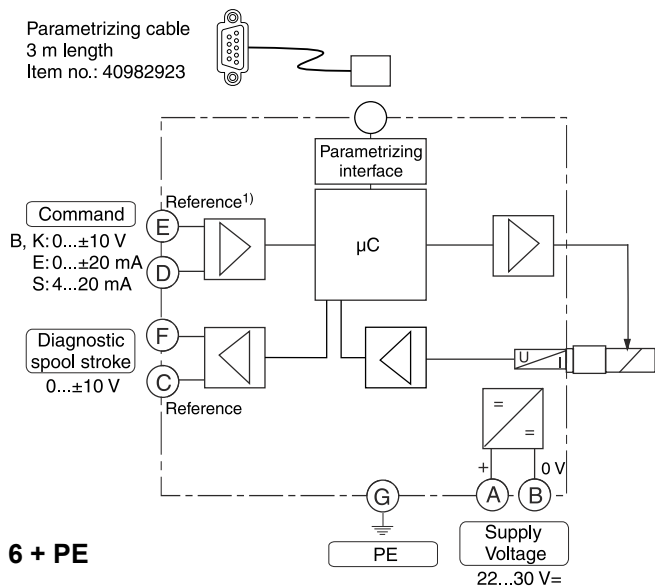 Parametrizing cable
3 m length
Item no.: 40982923
Parametrizing
interface
Reference¹⁾
Command
E
B, K: 0...±10 V
E: 0...±20 mA
S: 4...20 mA
D
µC
Diagnostic
spool stroke
0...±10 V
F
C
Reference
U
I
=
=
+
0 V
G
A
B
6 + PE
PE
Supply
Voltage
22...30 V=